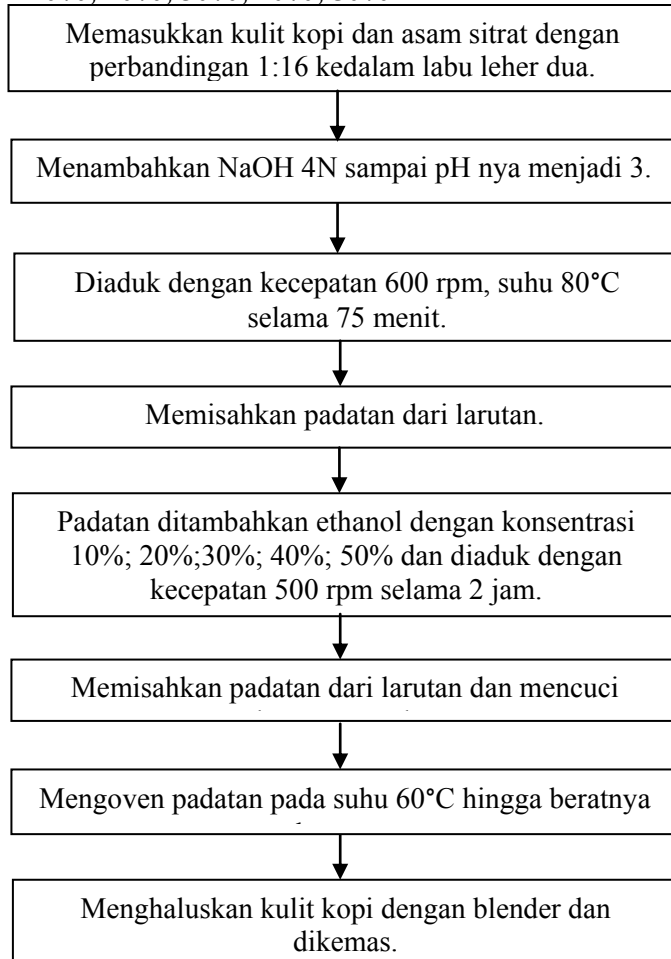 Memasukkan kulit kopi dan asam sitrat dengan
perbandingan 1:16 kedalam labu leher dua.
Menambahkan NaOH 4N sampai pH nya menjadi 3.
Diaduk dengan kecepatan 600 rpm, suhu 80°C
selama 75 menit.
Memisahkan padatan dari larutan.
Padatan ditambahkan ethanol dengan konsentrasi
10%; 20%;30%; 40%; 50% dan diaduk dengan
kecepatan 500 rpm selama 2 jam.
Memisahkan padatan dari larutan dan mencuci
Mengoven padatan pada suhu 60°C hingga beratnya
Menghaluskan kulit kopi dengan blender dan
dikemas.